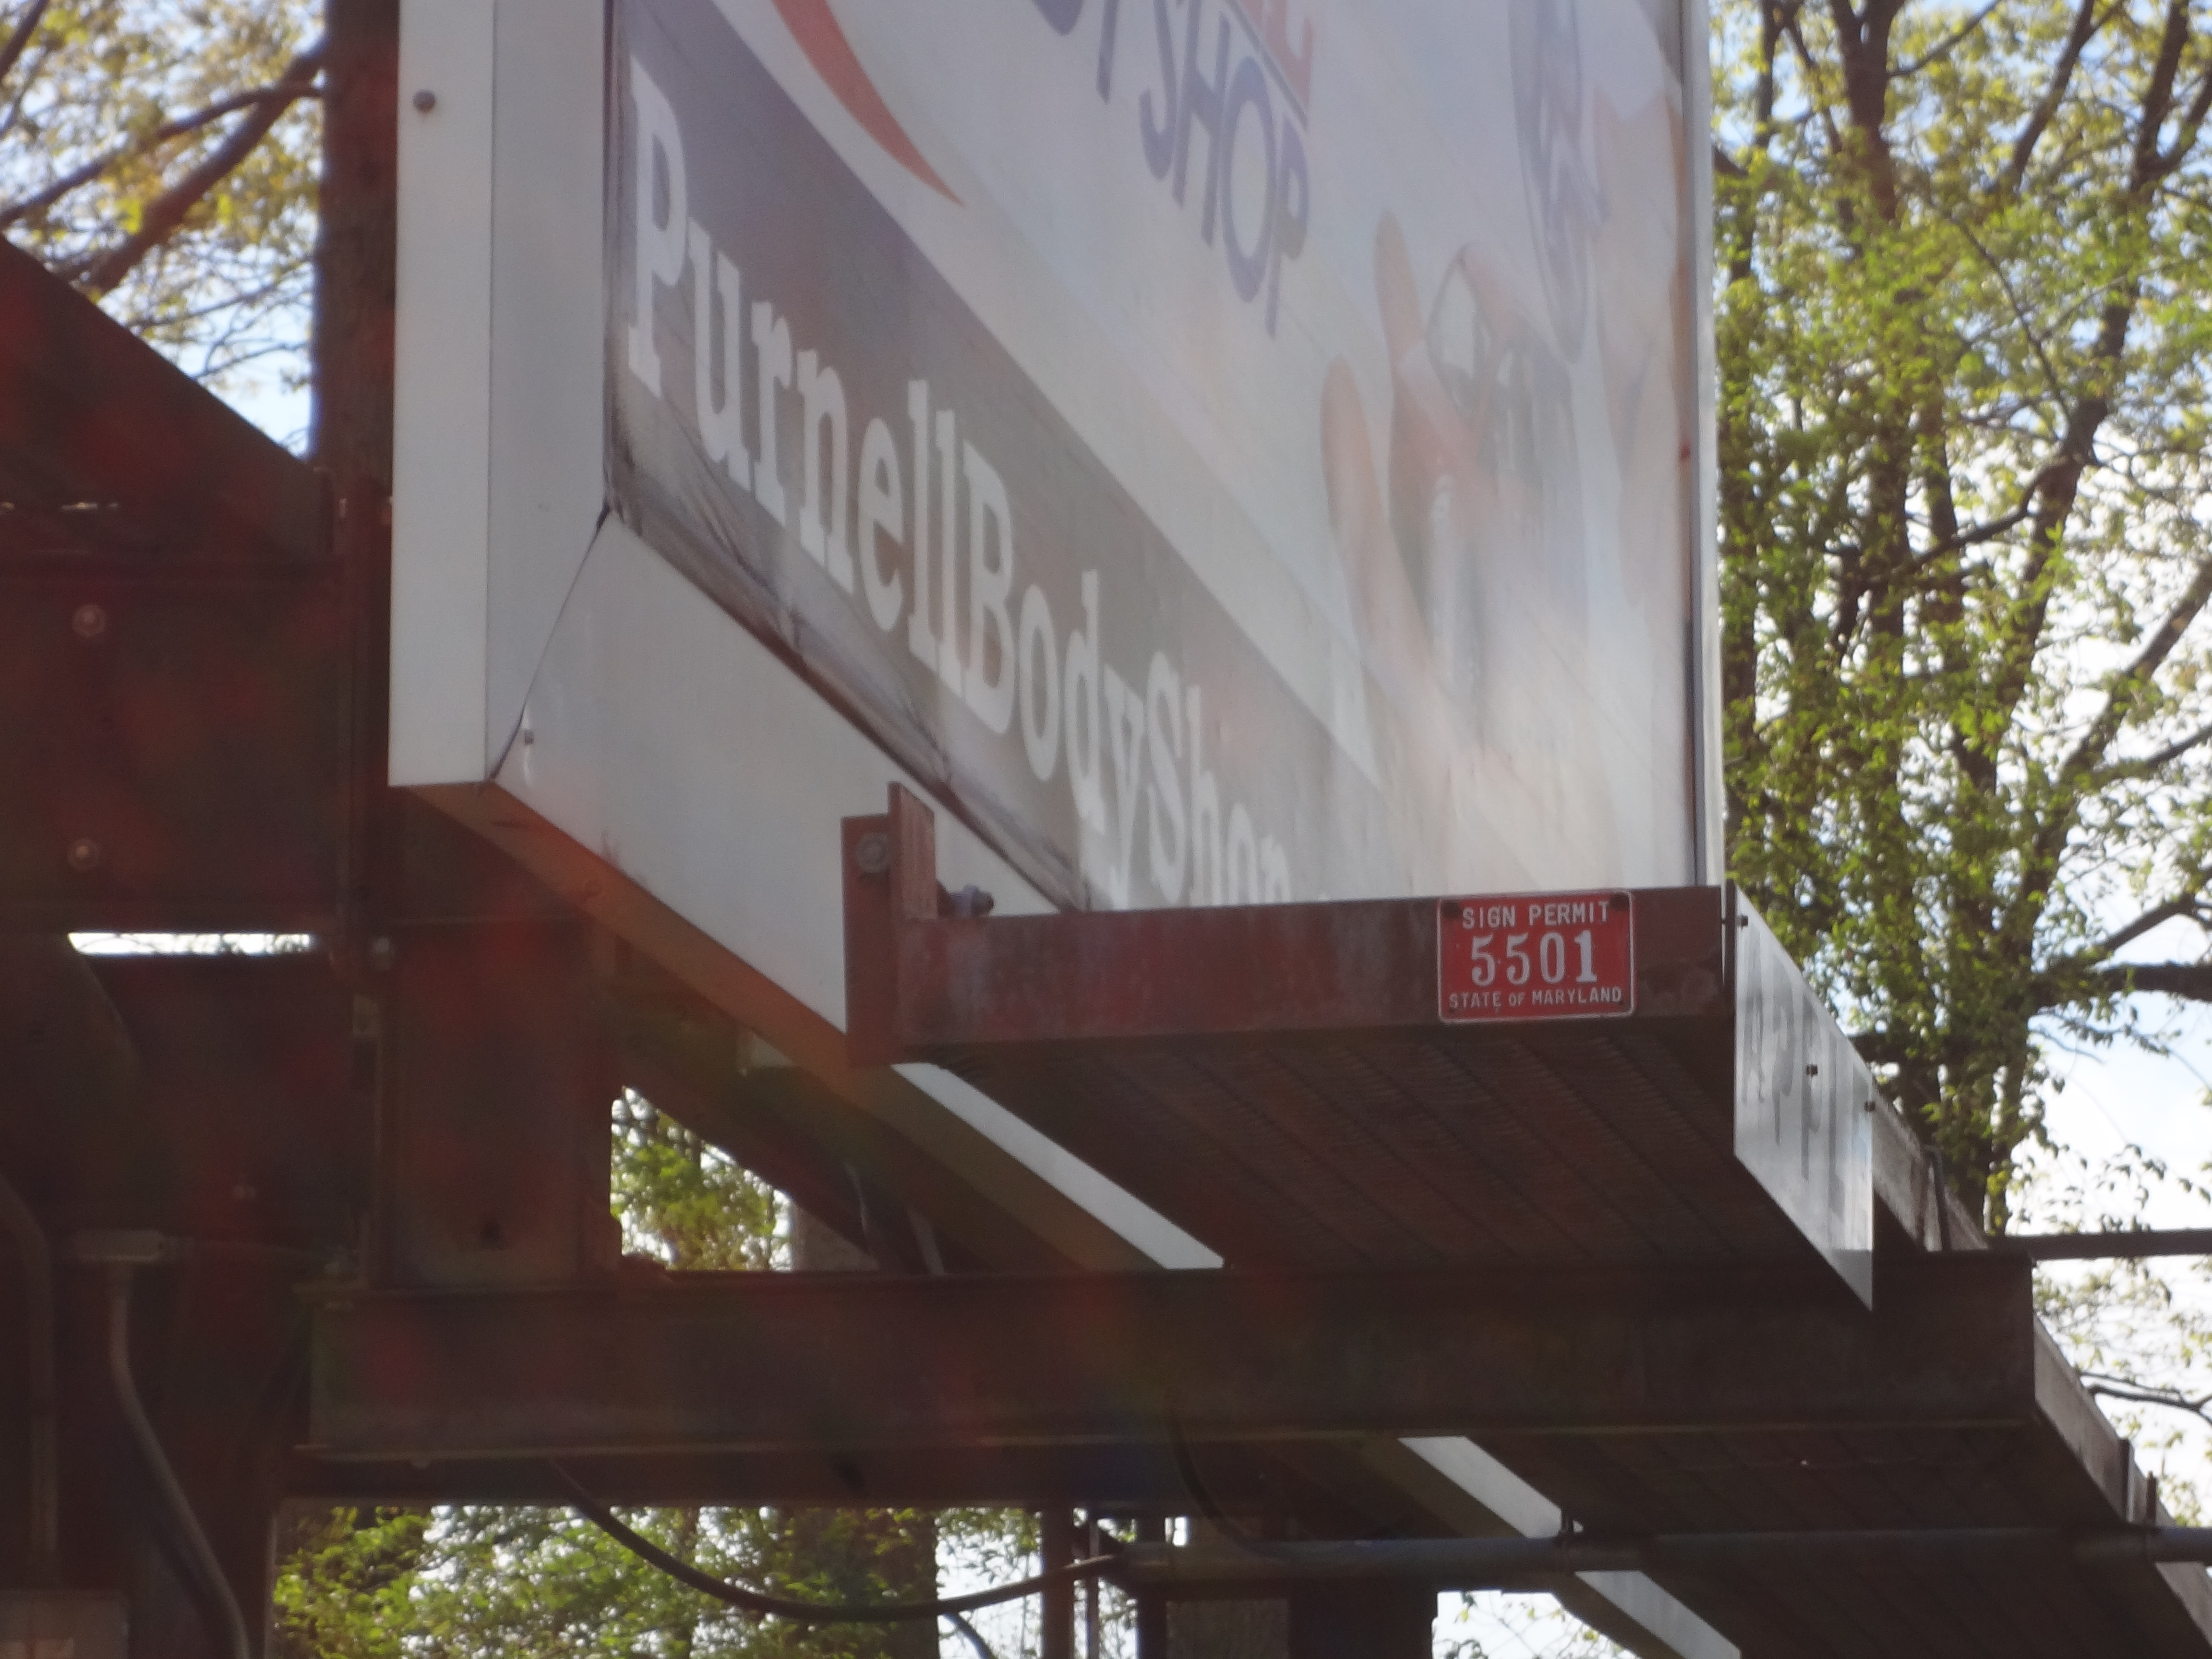 SHOP
PurnellBodyShop
SIGN PERMIT
5501
STATE OF MARYLAND